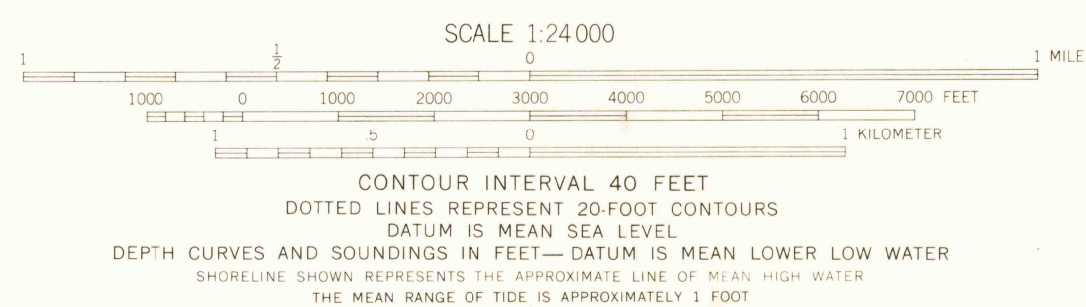 SCALE 1:24 000
1 ½ 0 1 MILE
1000 0 1000 2000 3000 4000 5000 6000 7000 FEET
1 .5 0 1 KILOMETER
CONTOUR INTERVAL 40 FEET
DOTTED LINES REPRESENT 20-FOOT CONTOURS
DATUM IS MEAN SEA LEVEL
DEPTH CURVES AND SOUNDINGS IN FEET—DATUM IS MEAN LOWER LOW WATER
SHORELINE SHOWN REPRESENTS THE APPROXIMATE LINE OF MEAN HIGH WATER
THE MEAN RANGE OF TIDE IS APPROXIMATELY 1 FOOT